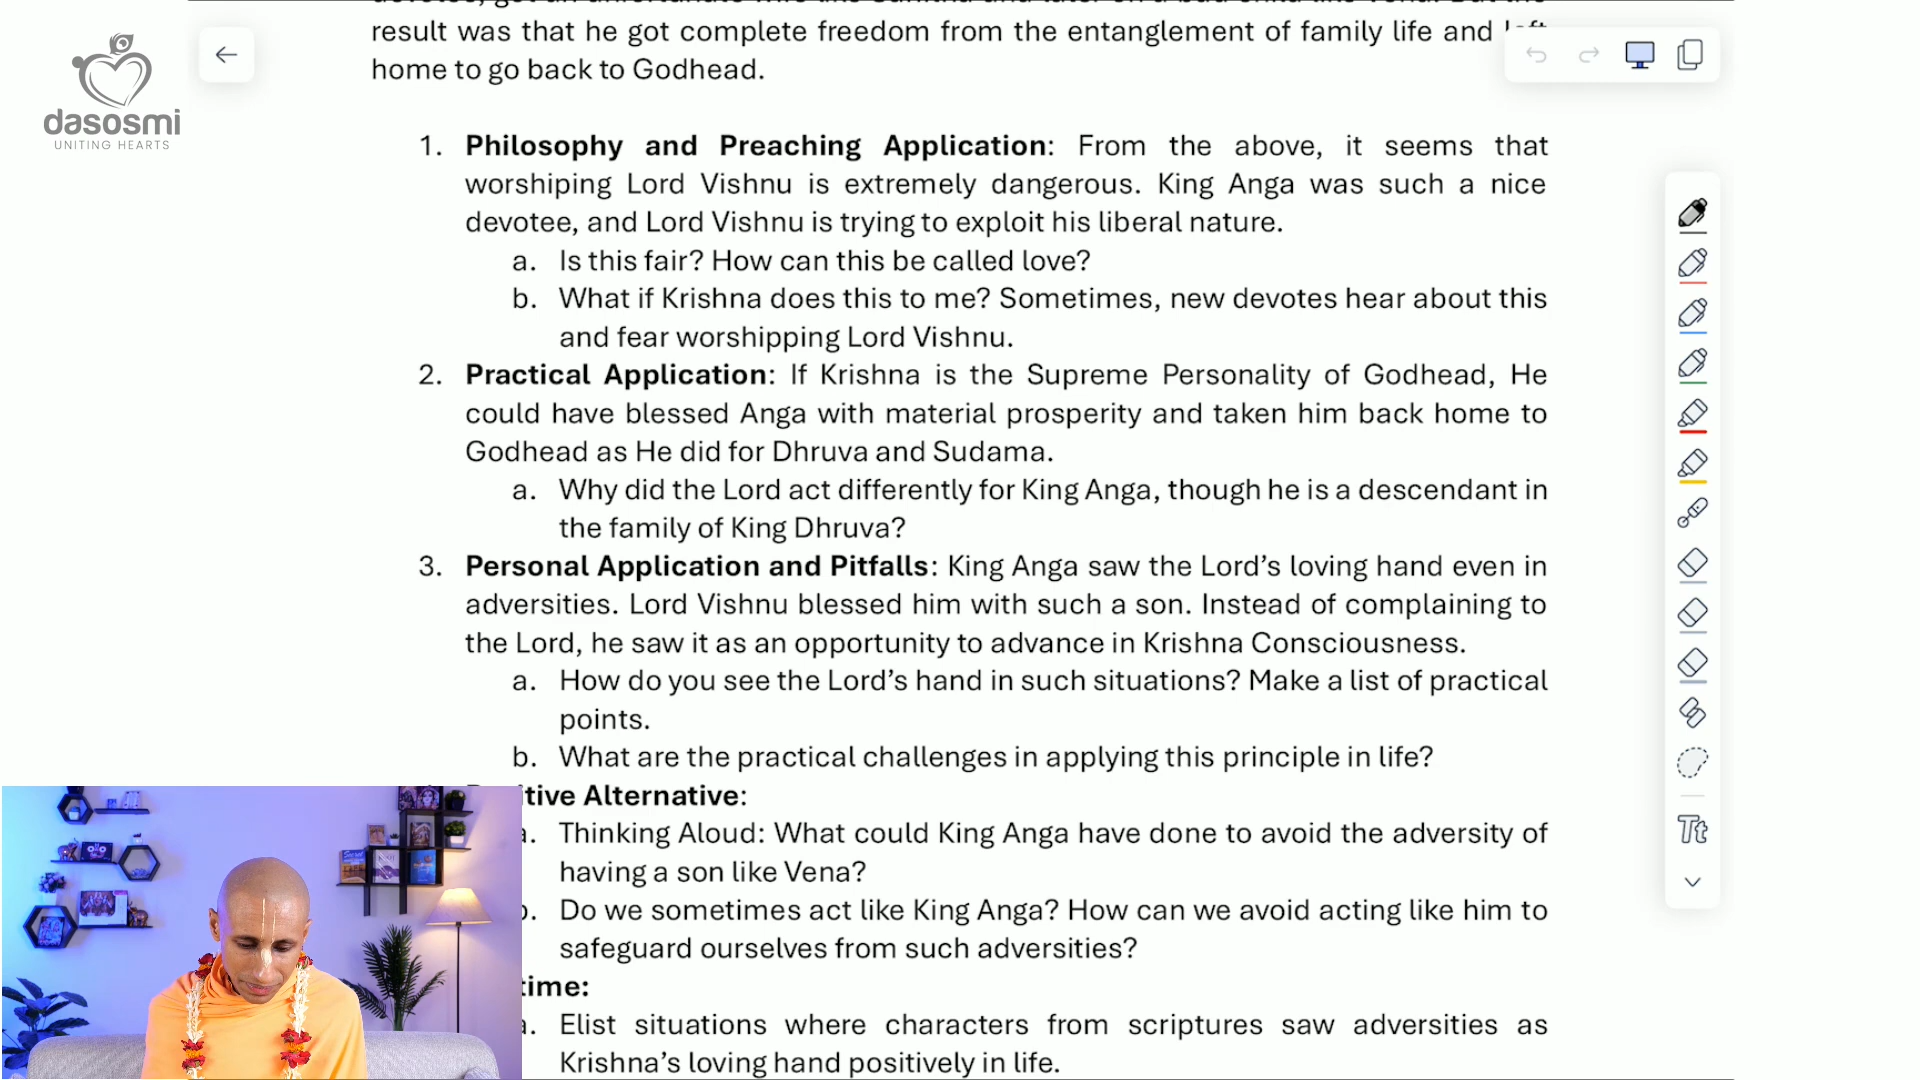 dasosmi
UNITING HEARTS
result was that he got complete freedom from the entanglement of family life and left
home to go back to Godhead.
1. Philosophy and Preaching Application: From the above, it seems that
worshiping Lord Vishnu is extremely dangerous. King Anga was such a nice
devotee, and Lord Vishnu is trying to exploit his liberal nature.
a. Is this fair? How can this be called love?
b. What if Krishna does this to me? Sometimes, new devotes hear about this
and fear worshipping Lord Vishnu.
2. Practical Application: If Krishna is the Supreme Personality of Godhead, He
could have blessed Anga with material prosperity and taken him back home to
Godhead as He did for Dhruva and Sudama.
a. Why did the Lord act differently for King Anga, though he is a descendant in
the family of King Dhruva?
3. Personal Application and Pitfalls: King Anga saw the Lord’s loving hand even in
adversities. Lord Vishnu blessed him with such a son. Instead of complaining to
the Lord, he saw it as an opportunity to advance in Krishna Consciousness.
a. How do you see the Lord’s hand in such situations? Make a list of practical
points.
b. What are the practical challenges in applying this principle in life?
tive Alternative:
a. Thinking Aloud: What could King Anga have done to avoid the adversity of
having a son like Vena?
b. Do we sometimes act like King Anga? How can we avoid acting like him to
safeguard ourselves from such adversities?
time:
a. Elist situations where characters from scriptures saw adversities as
Krishna’s loving hand positively in life.
Tt